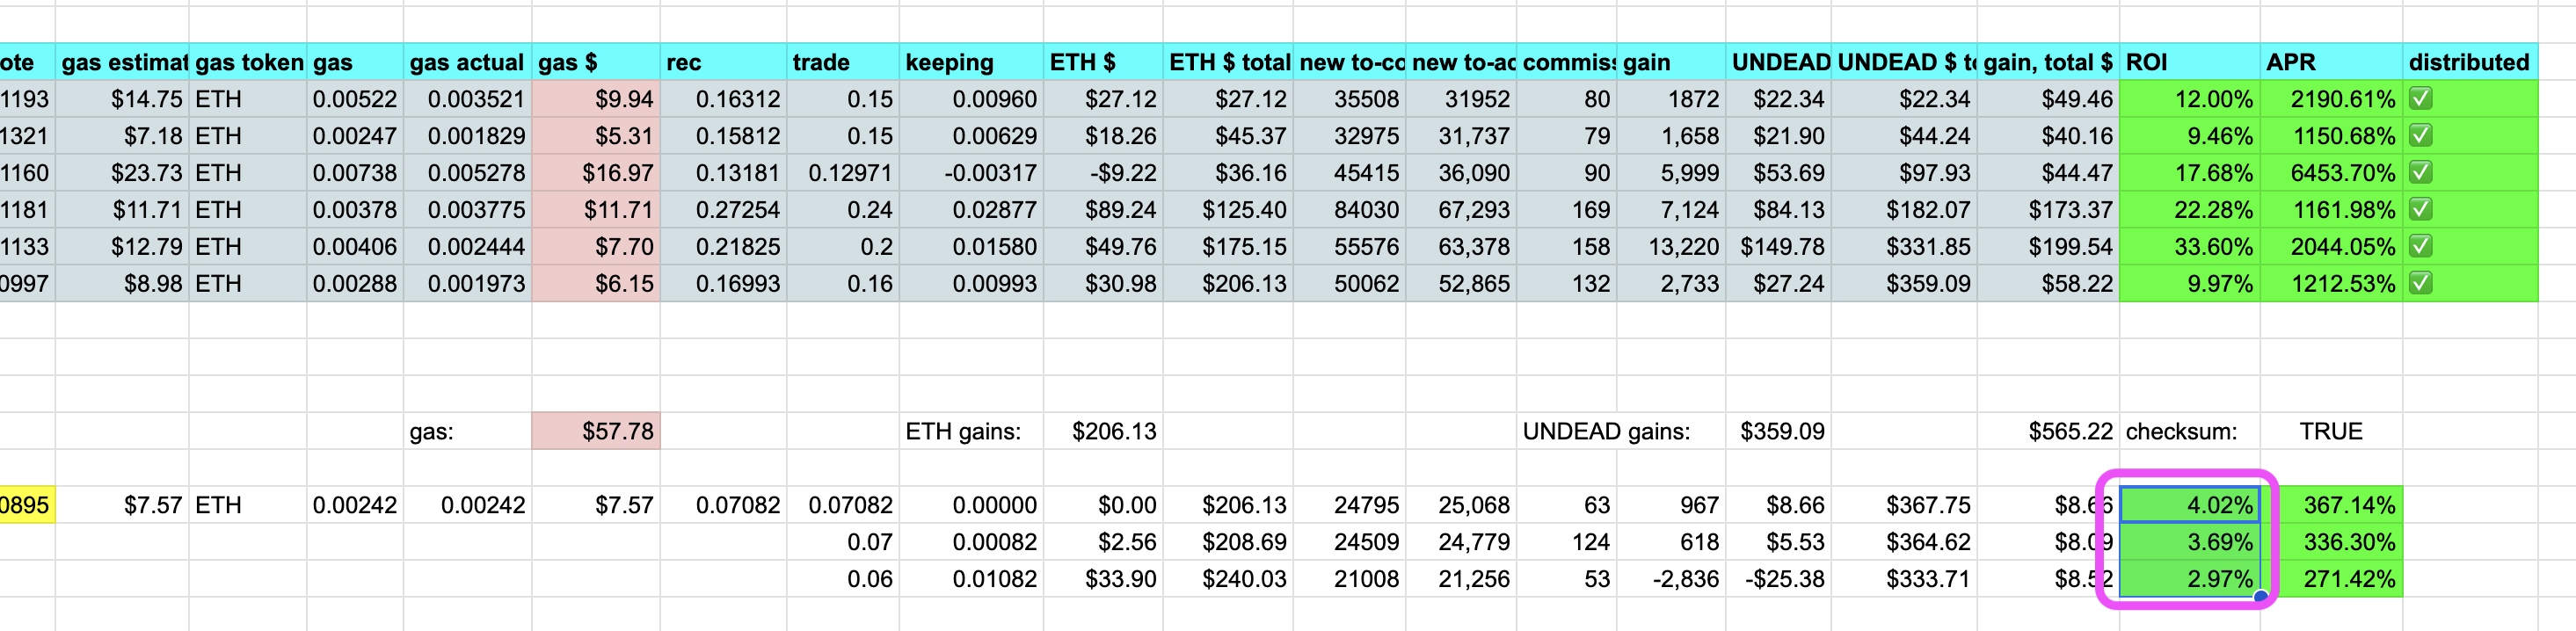 ote gas estimat gas token gas gas actual gas $ rec trade keeping ETH $ ETH $ total new to-co new to-ac commiss gain UNDEAD UNDEAD $ to gain, total $ ROI APR distributed
1193 $14.75 ETH 0.00522 0.003521 $9.94 0.16312 0.15 0.00960 $27.12 $27.12 35508 31952 80 1872 $22.34 $22.34 $49.46 12.00% 2190.61% ✅
1321 $7.18 ETH 0.00247 0.001829 $5.31 0.15812 0.15 0.00629 $18.26 $45.37 32975 31,737 79 1,658 $21.90 $44.24 $40.16 9.46% 1150.68% ✅
1160 $23.73 ETH 0.00738 0.005278 $16.97 0.13181 0.12971 -0.00317 -$9.22 $36.16 45415 36,090 90 5,999 $53.69 $97.93 $44.47 17.68% 6453.70% ✅
1181 $11.71 ETH 0.00378 0.003775 $11.71 0.27254 0.24 0.02877 $89.24 $125.40 84030 67,293 169 7,124 $84.13 $182.07 $173.37 22.28% 1161.98% ✅
1133 $12.79 ETH 0.00406 0.002444 $7.70 0.21825 0.2 0.01580 $49.76 $175.15 55576 63,378 158 13,220 $149.78 $331.85 $199.54 33.60% 2044.05% ✅
0997 $8.98 ETH 0.00288 0.001973 $6.15 0.16993 0.16 0.00993 $30.98 $206.13 50062 52,865 132 2,733 $27.24 $359.09 $58.22 9.97% 1212.53% ✅
gas: $57.78 ETH gains: $206.13 UNDEAD gains: $359.09 $565.22 checksum: TRUE
0895 $7.57 ETH 0.00242 0.00242 $7.57 0.07082 0.07082 0.00000 $0.00 $206.13 24795 25,068 63 967 $8.66 $367.75 $8.66 4.02% 367.14%
0.07 0.00082 $2.56 $208.69 24509 24,779 124 618 $5.53 $364.62 $8.09 3.69% 336.30%
0.06 0.01082 $33.90 $240.03 21008 21,256 53 -2,836 -$25.38 $333.71 $8.52 2.97% 271.42%